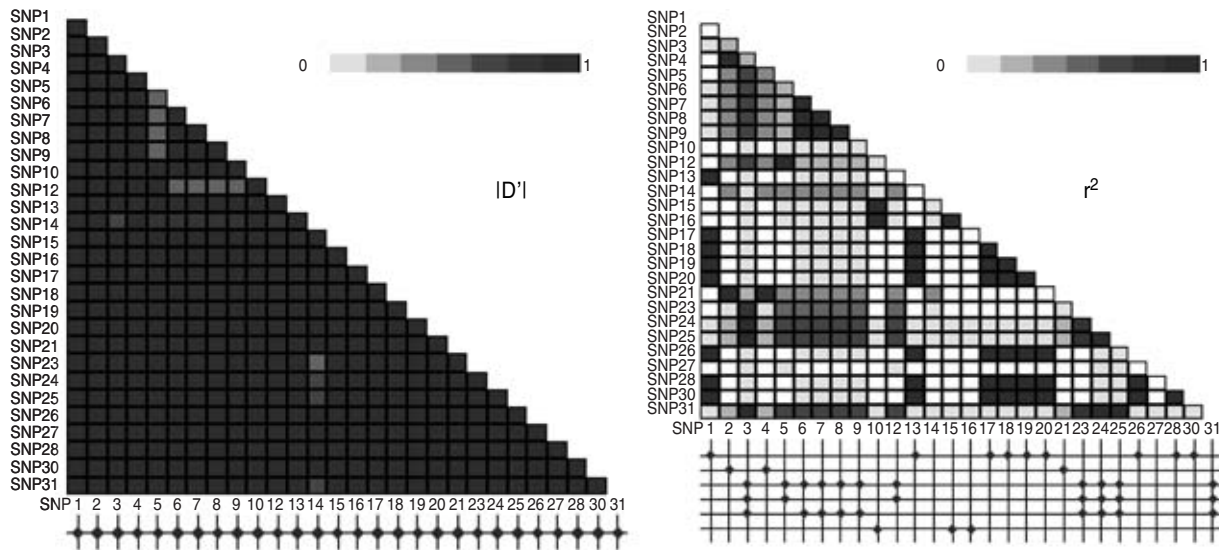 SNP1
SNP2
SNP3
SNP4
SNP5
SNP6
SNP7
SNP8
SNP9
SNP10
SNP12
SNP13
SNP14
SNP15
SNP16
SNP17
SNP18
SNP19
SNP20
SNP21
SNP23
SNP24
SNP25
SNP26
SNP27
SNP28
SNP30
SNP31
0 1
|D'|
SNP 1 2 3 4 5 6 7 8 9 10 12 13 14 15 16 17 18 19 20 21 23 24 25 26 27 28 30 31
SNP1
SNP2
SNP3
SNP4
SNP5
SNP6
SNP7
SNP8
SNP9
SNP10
SNP12
SNP13
SNP14
SNP15
SNP16
SNP17
SNP18
SNP19
SNP20
SNP21
SNP23
SNP24
SNP25
SNP26
SNP27
SNP28
SNP30
SNP31
0 1
r²
SNP 1 2 3 4 5 6 7 8 9 10 12 13 14 15 16 17 18 19 20 21 23 24 25 26 27 28 30 31